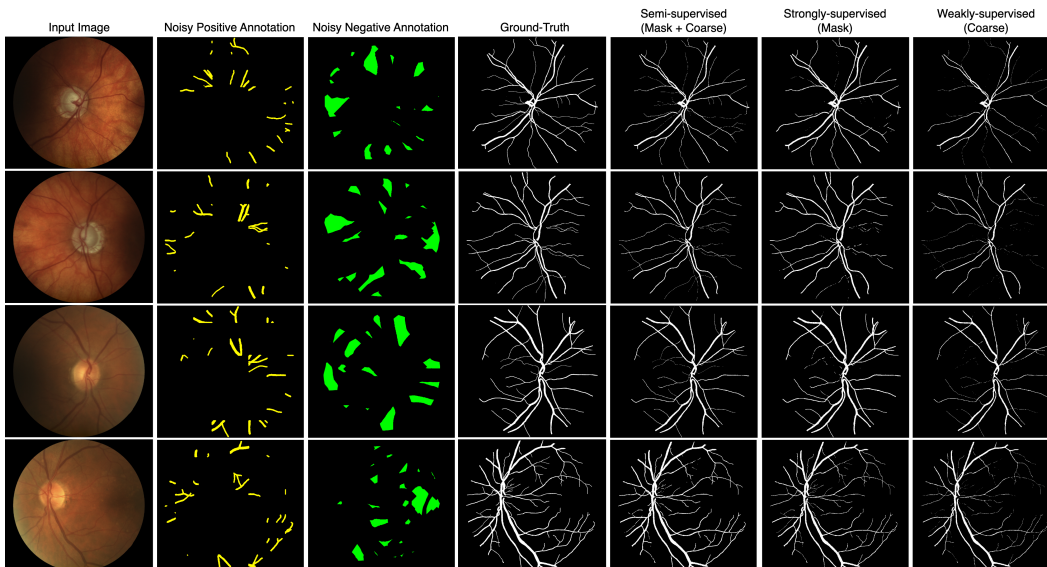 Input Image
Noisy Positive Annotation
Noisy Negative Annotation
Ground-Truth
Semi-supervised
(Mask + Coarse)
Strongly-supervised
(Mask)
Weakly-supervised
(Coarse)